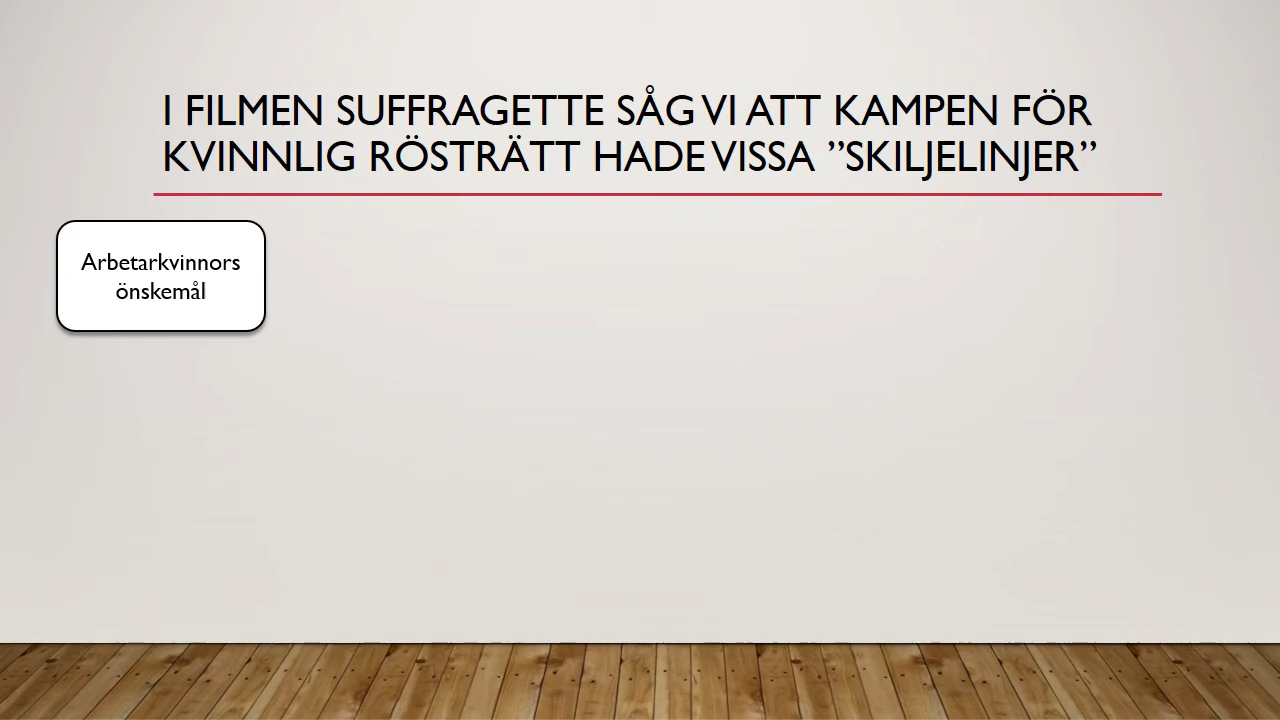 I FILMEN SUFFRAGETTE SÅG VI ATT KAMPEN FÖR
KVINNLIG RÖSTRÄTT HADE VISSA ”SKILJELINJER”
Arbetarkvinnors
önskemål